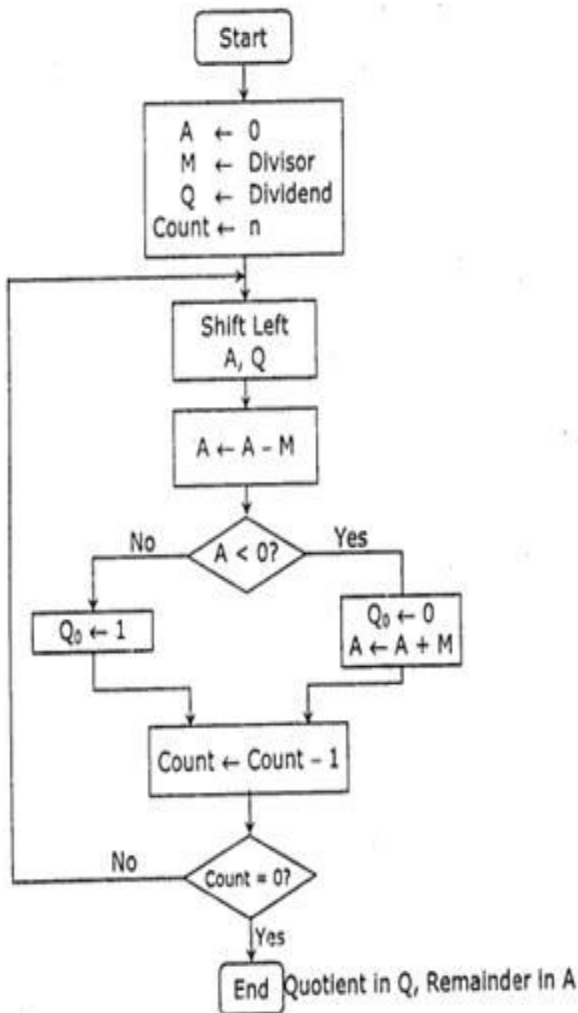 Start
A ← 0
M ← Divisor
Q ← Dividend
Count ← n
Shift Left
A, Q
A ← A – M
No
A < 0?
Yes
Q₀ ← 1
Q₀ ← 0
A ← A + M
Count ← Count – 1
No
Count = 0?
Yes
End Quotient in Q, Remainder in A